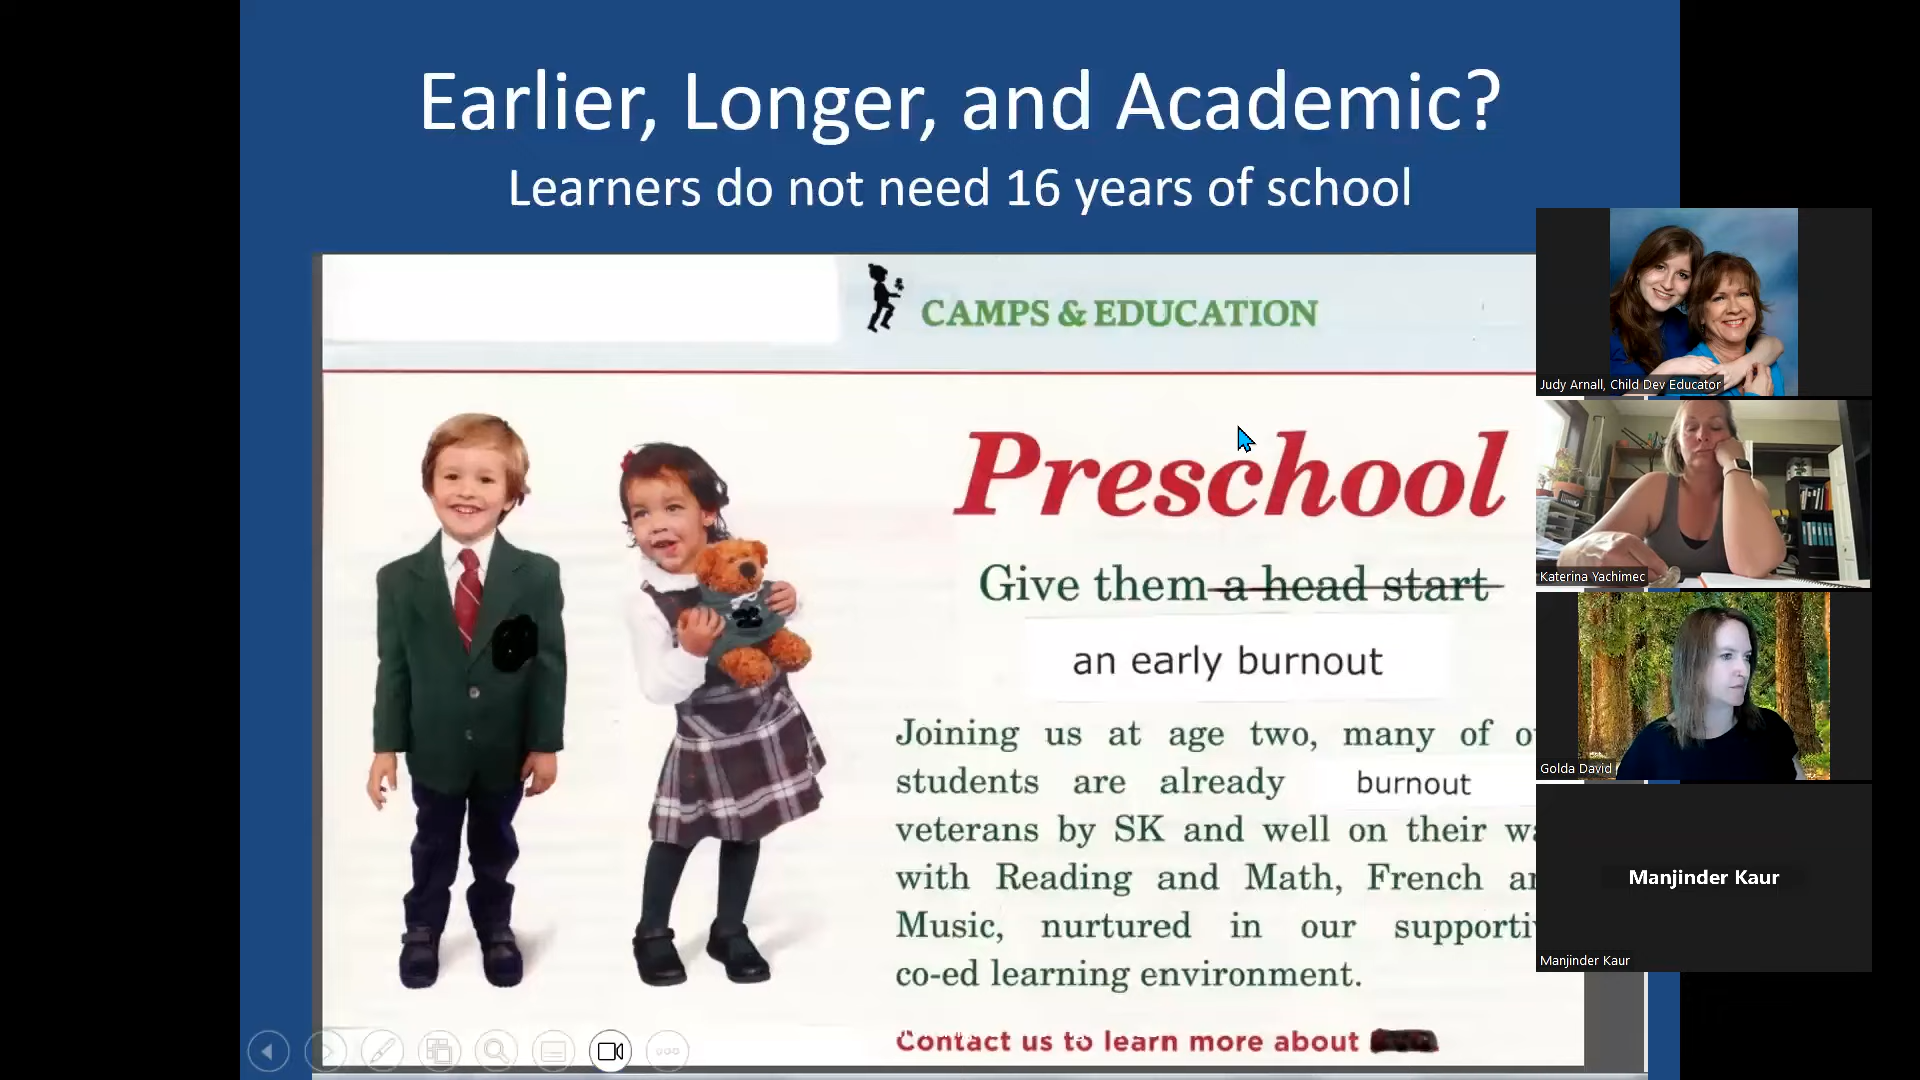 Earlier, Longer, and Academic?
Learners do not need 16 years of school
CAMPS & EDUCATION
Preschool
Give them a head start
an early burnout
Joining us at age two, many of
students are already burnout
veterans by SK and well on their
with Reading and Math, French
Music, nurtured in our
co-ed learning environment.
Contact us to learn more about
Judy Arnall, Child Dev Educator
Katerina Yachimec
Golda David
Manjinder Kaur
Manjinder Kaur